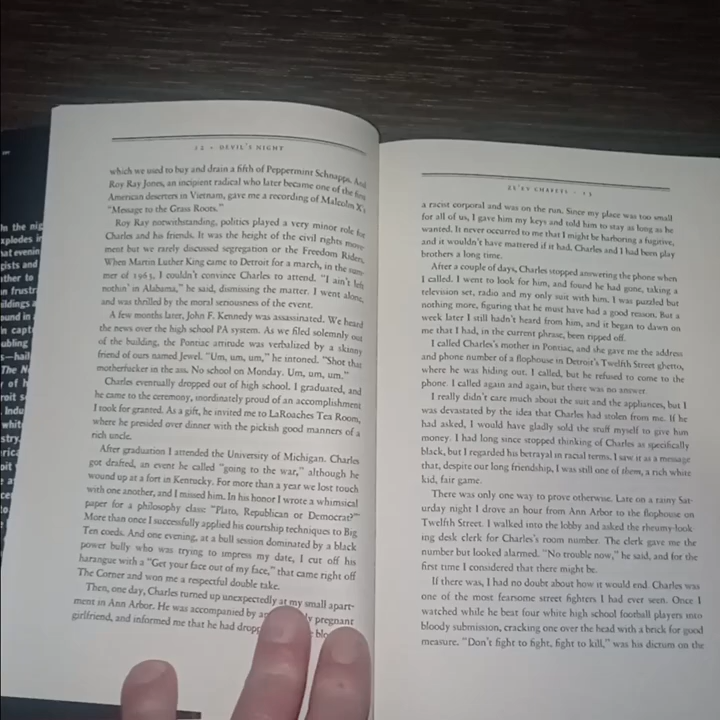 12 • DEVIL'S NIGHT
which we used to buy and drain a fifth of Peppermint Schnapps. And
Roy Ray Jones, an incipient radical who later became one of the first
American deserters in Vietnam, gave me a recording of Malcolm X's
"Message to the Grass Roots."
Roy Ray notwithstanding, politics played a very minor role for
Charles and his friends. It was the height of the civil rights move-
ment but we rarely discussed segregation or the Freedom Riders.
When Martin Luther King came to Detroit for a march, in the sum-
mer of 1963, I couldn't convince Charles to attend. "I ain't left
nothin' in Alabama," he said, dismissing the matter. I went alone,
and was thrilled by the moral seriousness of the event.
A few months later, John F. Kennedy was assassinated. We heard
the news over the high school PA system. As we filed solemnly out
of the building, the Pontiac attitude was verbalized by a skinny
friend of ours named Jewel. "Um, um, um," he intoned. "Shot that
motherfucker in the ass. No school on Monday. Um, um, um."
Charles eventually dropped out of high school. I graduated, and
he came to the ceremony, inordinately proud of an accomplishment
I took for granted. As a gift, he invited me to LaRoaches Tea Room,
where he presided over dinner with the pickish good manners of a
rich uncle.
After graduation I attended the University of Michigan. Charles
got drafted, an event he called "going to the war," although he
wound up at a fort in Kentucky. For more than a year we lost touch
with one another, and I missed him. In his honor I wrote a whimsical
paper for a philosophy class: "Plato, Republican or Democrat?"
More than once I successfully applied his courtship techniques to Big
Ten coeds. And one evening, at a bull session dominated by a black
power bully who was trying to impress my date, I cut off his
harangue with a "Get your face out of my face," that came right off
The Corner and won me a respectful double take.
Then, one day, Charles turned up unexpectedly at my small apart-
ment in Ann Arbor. He was accompanied by pregnant
girlfriend, and informed me that he had
13
a racist corporal and was on the run. Since my place was too small
for all of us, I gave him my keys and told him to stay as long as he
wanted. It never occurred to me that I might be harboring a fugitive,
and it wouldn't have mattered if it had. Charles and I had been play
brothers a long time.
After a couple of days, Charles stopped answering the phone when
I called. I went to look for him, and found he had gone, taking a
television set, radio and my only suit with him. I was puzzled but
nothing more, figuring that he must have had a good reason. But a
week later I still hadn't heard from him, and it began to dawn on
me that I had, in the current phrase, been ripped off.
I called Charles's mother in Pontiac, and she gave me the address
and phone number of a flophouse in Detroit's Twelfth Street ghetto,
where he was hiding out. I called, but he refused to come to the
phone. I called again and again, but there was no answer.
I really didn't care much about the suit and the appliances, but I
was devastated by the idea that Charles had stolen from me. If he
had asked, I would have gladly sold the stuff myself to give him
money. I had long since stopped thinking of Charles as specifically
black, but I regarded his betrayal in racial terms. I saw it as a message
that, despite our long friendship, I was still one of them, a rich white
kid, fair game.
There was only one way to prove otherwise. Late on a rainy Sat-
urday night I drove an hour from Ann Arbor to the flophouse on
Twelfth Street. I walked into the lobby and asked the rheumy-look-
ing desk clerk for Charles's room number. The clerk gave me the
number but looked alarmed. "No trouble now," he said, and for the
first time I considered that there might be.
If there was, I had no doubt about how it would end. Charles was
one of the most fearsome street fighters I had ever seen. Once I
watched while he beat four white high school football players into
bloody submission, cracking one over the head with a brick for good
measure. "Don't fight to fight, fight to kill," was his dictum on the